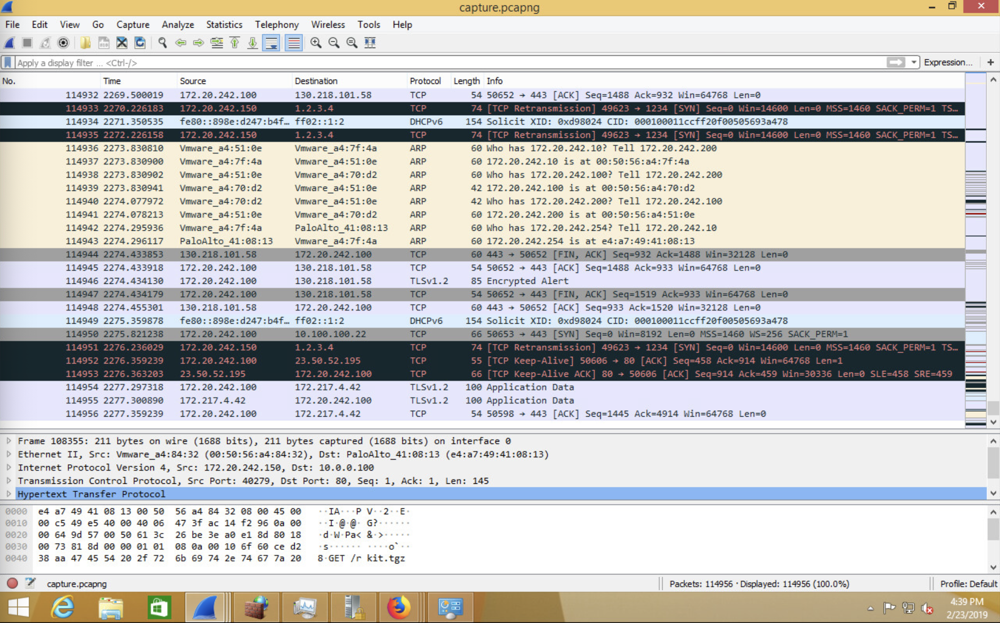 capture.pcapng
File Edit View Go Capture Analyze Statistics Telephony Wireless Tools Help
Apply a display filter ... <Ctrl-/> Expression... +
No. Time Source Destination Protocol Length Info
114932 2269.500019 172.20.242.100 130.218.101.58 TCP 54 50652 → 443 [ACK] Seq=1488 Ack=932 Win=64768 Len=0
114933 2270.226183 172.20.242.150 1.2.3.4 TCP 74 [TCP Retransmission] 49623 → 1234 [SYN] Seq=0 Win=14600 Len=0 MSS=1460 SACK_PERM=1 TS…
114934 2271.350535 fe80::898e:d247:b4f… ff02::1:2 DHCPv6 154 Solicit XID: 0xd98024 CID: 000100011ccff20f00505693a478
114935 2272.226158 172.20.242.150 1.2.3.4 TCP 74 [TCP Retransmission] 49623 → 1234 [SYN] Seq=0 Win=14600 Len=0 MSS=1460 SACK_PERM=1 TS…
114936 2273.830810 Vmware_a4:51:0e Vmware_a4:7f:4a ARP 60 Who has 172.20.242.10? Tell 172.20.242.200
114937 2273.830900 Vmware_a4:7f:4a Vmware_a4:51:0e ARP 60 172.20.242.10 is at 00:50:56:a4:7f:4a
114938 2273.830902 Vmware_a4:51:0e Vmware_a4:70:d2 ARP 60 Who has 172.20.242.100? Tell 172.20.242.200
114939 2273.830941 Vmware_a4:70:d2 Vmware_a4:51:0e ARP 42 172.20.242.100 is at 00:50:56:a4:70:d2
114940 2274.077972 Vmware_a4:70:d2 Vmware_a4:51:0e ARP 42 Who has 172.20.242.200? Tell 172.20.242.100
114941 2274.078213 Vmware_a4:51:0e Vmware_a4:70:d2 ARP 60 172.20.242.200 is at 00:50:56:a4:51:0e
114942 2274.295936 Vmware_a4:7f:4a PaloAlto_41:08:13 ARP 60 Who has 172.20.242.254? Tell 172.20.242.10
114943 2274.296117 PaloAlto_41:08:13 Vmware_a4:7f:4a ARP 60 172.20.242.254 is at e4:a7:49:41:08:13
114944 2274.433853 130.218.101.58 172.20.242.100 TCP 60 443 → 50652 [FIN, ACK] Seq=932 Ack=1488 Win=32128 Len=0
114945 2274.433918 172.20.242.100 130.218.101.58 TCP 54 50652 → 443 [ACK] Seq=1488 Ack=933 Win=64768 Len=0
114946 2274.434130 172.20.242.100 130.218.101.58 TLSv1.2 85 Encrypted Alert
114947 2274.434179 172.20.242.100 130.218.101.58 TCP 54 50652 → 443 [FIN, ACK] Seq=1519 Ack=933 Win=64768 Len=0
114948 2274.455301 130.218.101.58 172.20.242.100 TCP 60 443 → 50652 [ACK] Seq=933 Ack=1520 Win=32128 Len=0
114949 2275.359878 fe80::898e:d247:b4f… ff02::1:2 DHCPv6 154 Solicit XID: 0xd98024 CID: 000100011ccff20f00505693a478
114950 2275.821238 172.20.242.100 10.100.100.22 TCP 66 50653 → 443 [SYN] Seq=0 Win=8192 Len=0 MSS=1460 WS=256 SACK_PERM=1
114951 2276.236029 172.20.242.150 1.2.3.4 TCP 74 [TCP Retransmission] 49623 → 1234 [SYN] Seq=0 Win=14600 Len=0 MSS=1460 SACK_PERM=1 TS…
114952 2276.359239 172.20.242.100 23.50.52.195 TCP 55 [TCP Keep-Alive] 50606 → 80 [ACK] Seq=458 Ack=914 Win=64768 Len=1
114953 2276.363203 23.50.52.195 172.20.242.100 TCP 66 [TCP Keep-Alive ACK] 80 → 50606 [ACK] Seq=914 Ack=459 Win=30336 Len=0 SLE=458 SRE=459
114954 2277.297318 172.20.242.100 172.217.4.42 TLSv1.2 100 Application Data
114955 2277.300890 172.217.4.42 172.20.242.100 TLSv1.2 100 Application Data
114956 2277.359239 172.20.242.100 172.217.4.42 TCP 54 50598 → 443 [ACK] Seq=1445 Ack=4914 Win=64768 Len=0
Frame 108355: 211 bytes on wire (1688 bits), 211 bytes captured (1688 bits) on interface 0
Ethernet II, Src: Vmware_a4:84:32 (00:50:56:a4:84:32), Dst: PaloAlto_41:08:13 (e4:a7:49:41:08:13)
Internet Protocol Version 4, Src: 172.20.242.150, Dst: 10.0.0.100
Transmission Control Protocol, Src Port: 40279, Dst Port: 80, Seq: 1, Ack: 1, Len: 145
Hypertext Transfer Protocol
0000 e4 a7 49 41 08 13 00 50 56 a4 84 32 08 00 45 00 ··IA···P V··2··E·
0010 00 c5 49 e5 40 00 40 06 47 3f ac 14 f2 96 0a 00 ··I·@·@· G?······
0020 00 64 9d 57 00 50 61 3c 26 be 3e a0 e1 8d 80 18 ·d·W·Pa< &·>·····
0030 00 73 81 8d 00 00 01 01 08 0a 00 10 6f 60 ce d2 ·s······ ····o`··
0040 38 aa 47 45 54 20 2f 72 6b 69 74 2e 74 67 7a 20 8·GET /r kit.tgz
capture.pcapng Packets: 114956 · Displayed: 114956 (100.0%) Profile: Default
4:39 PM
2/23/2019